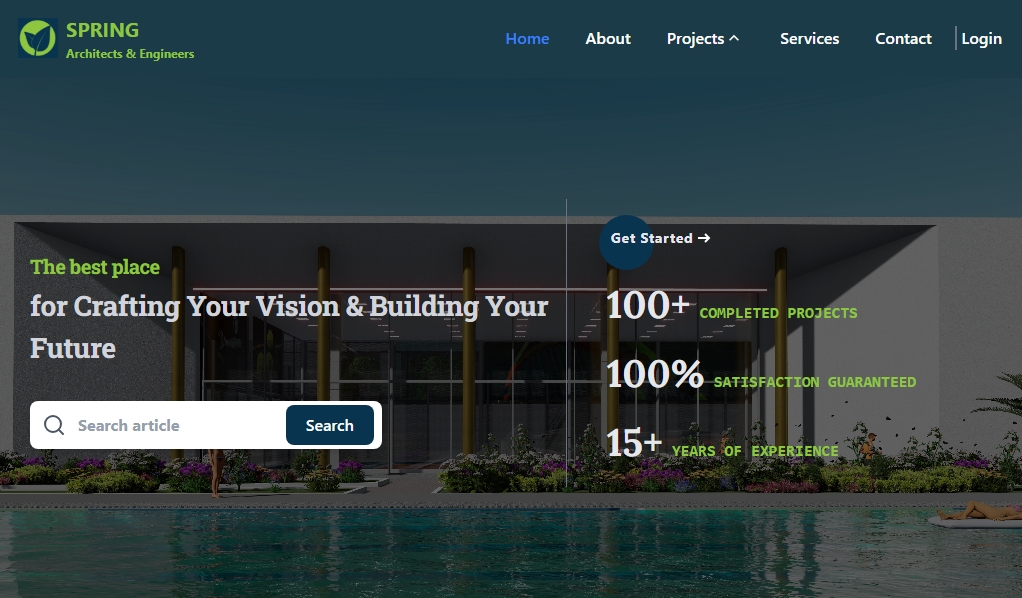 SPRING
Architects & Engineers
Home About Projects Services Contact Login
The best place
for Crafting Your Vision & Building Your
Future
Search article Search
Get Started →
100+ COMPLETED PROJECTS
100% SATISFACTION GUARANTEED
15+ YEARS OF EXPERIENCE